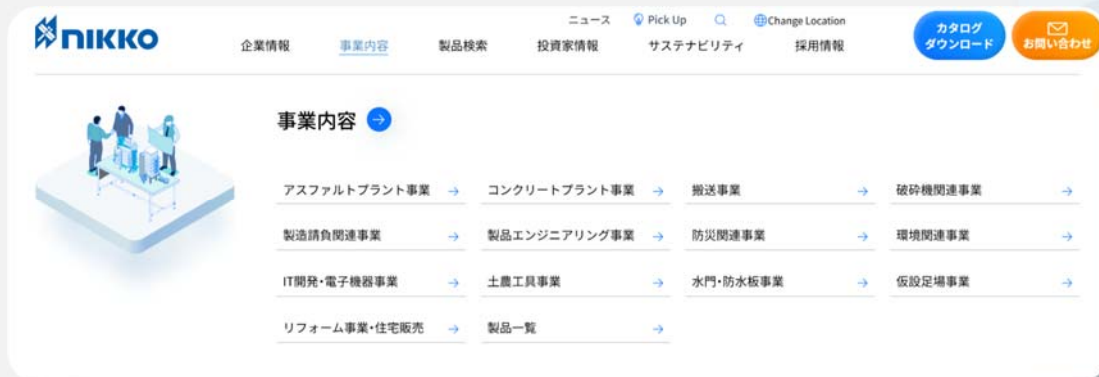 ニュース Pick Up Change Location
NIKKO
企業情報 事業内容 製品検索 投資家情報 サステナビリティ 採用情報
カタログ
ダウンロード
お問い合わせ
事業内容
アスファルトプラント事業 コンクリートプラント事業 搬送事業 破砕機関連事業
製造請負関連事業 製品エンジニアリング事業 防災関連事業 環境関連事業
IT開発・電子機器事業 土農工具事業 水門・防水板事業 仮設足場事業
リフォーム事業・住宅販売 製品一覧